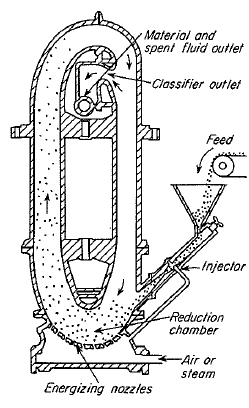 Material and
spent fluid outlet
Classifier outlet
Feed
Injector
Reduction
chamber
Air or
steam
Energizing nozzles